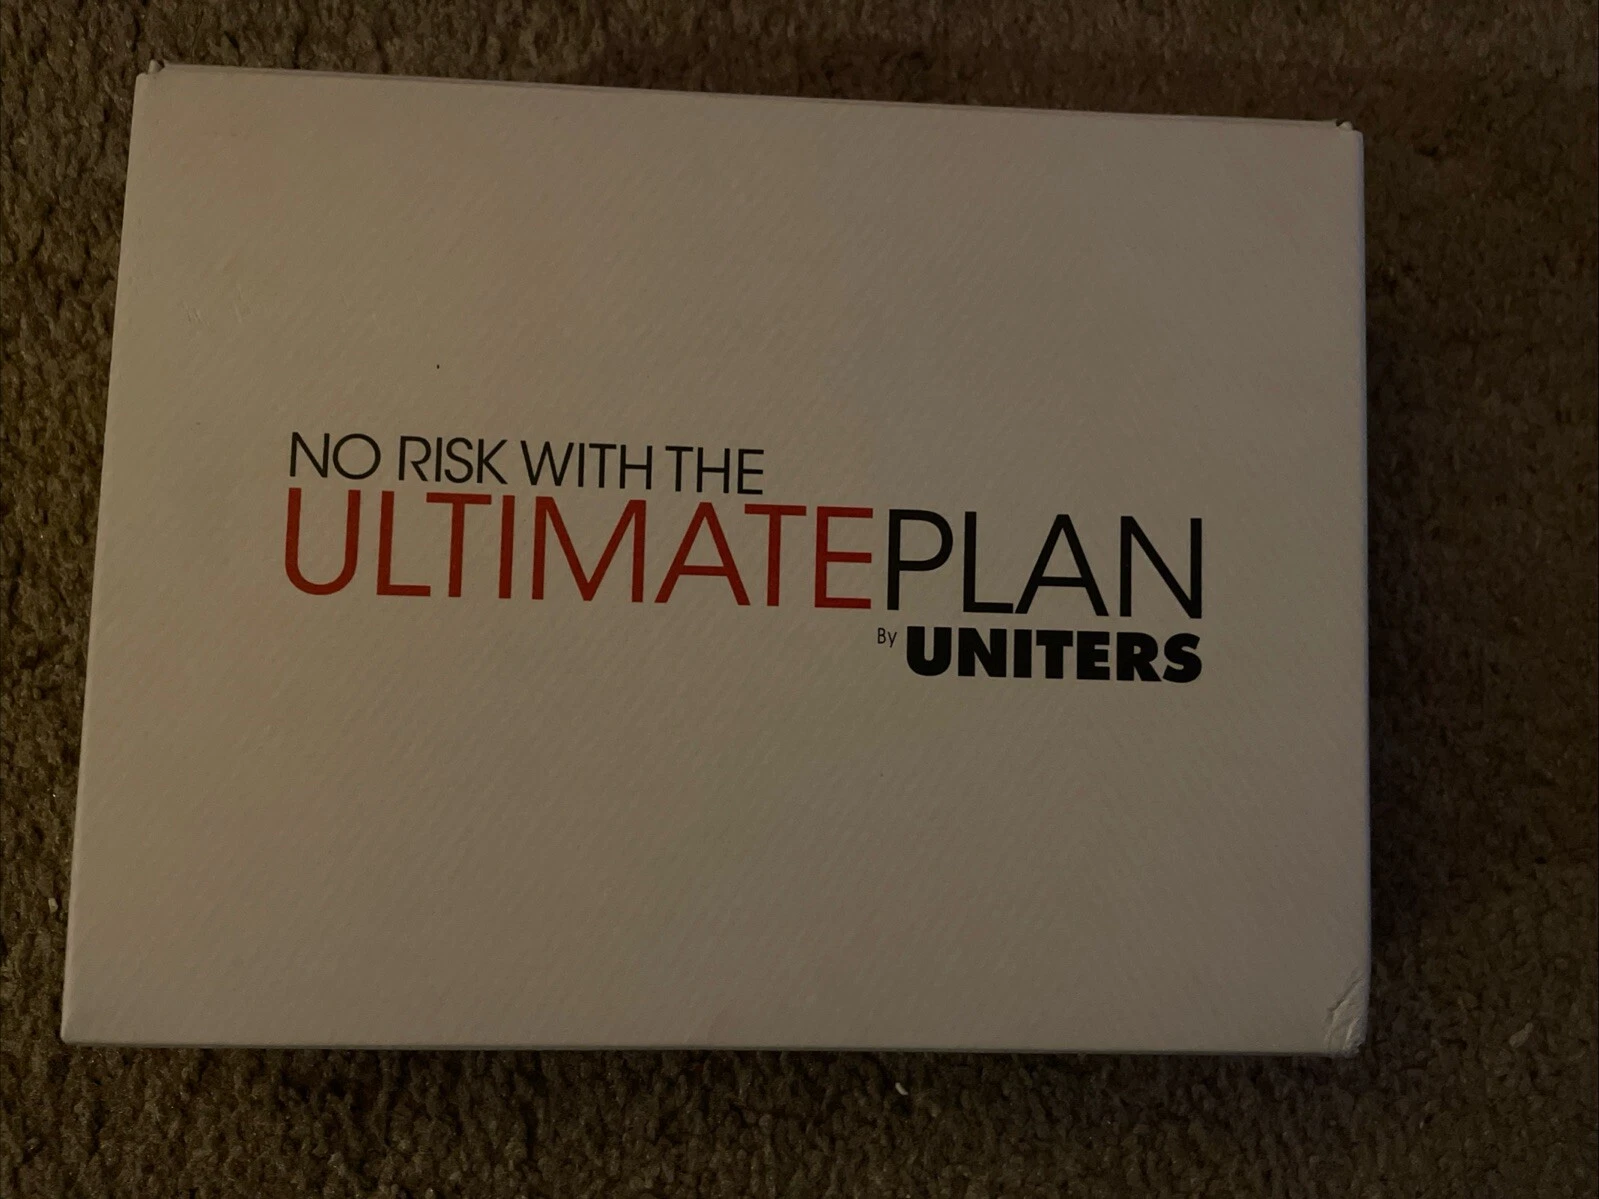 NO RISK WITH THE
ULTIMATEPLAN
By UNITERS